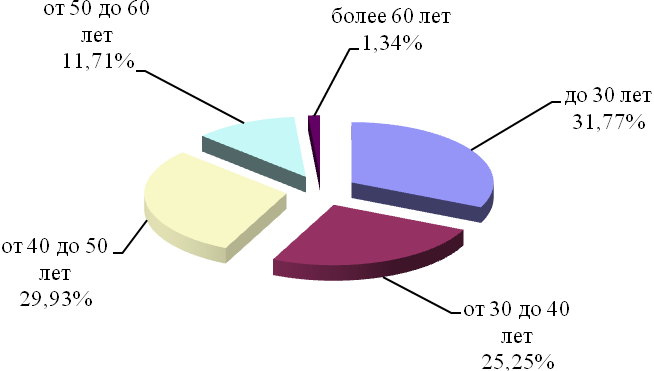 от 50 до 60
лет
11,71%
более 60 лет
1,34%
до 30 лет
31,77%
от 40 до 50
лет
29,93%
от 30 до 40
лет
25,25%